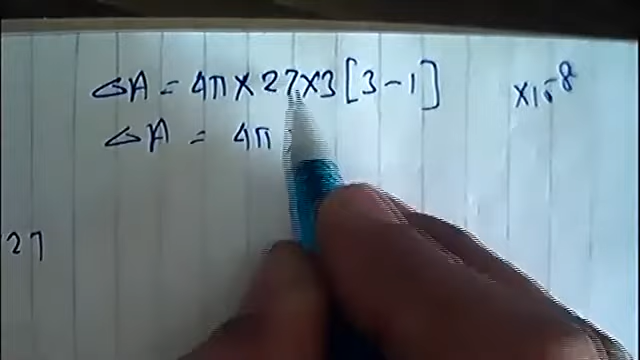 ΔA = 4π × 27 × 3 [3 - 1] ×10⁻⁸
ΔA = 4π
27